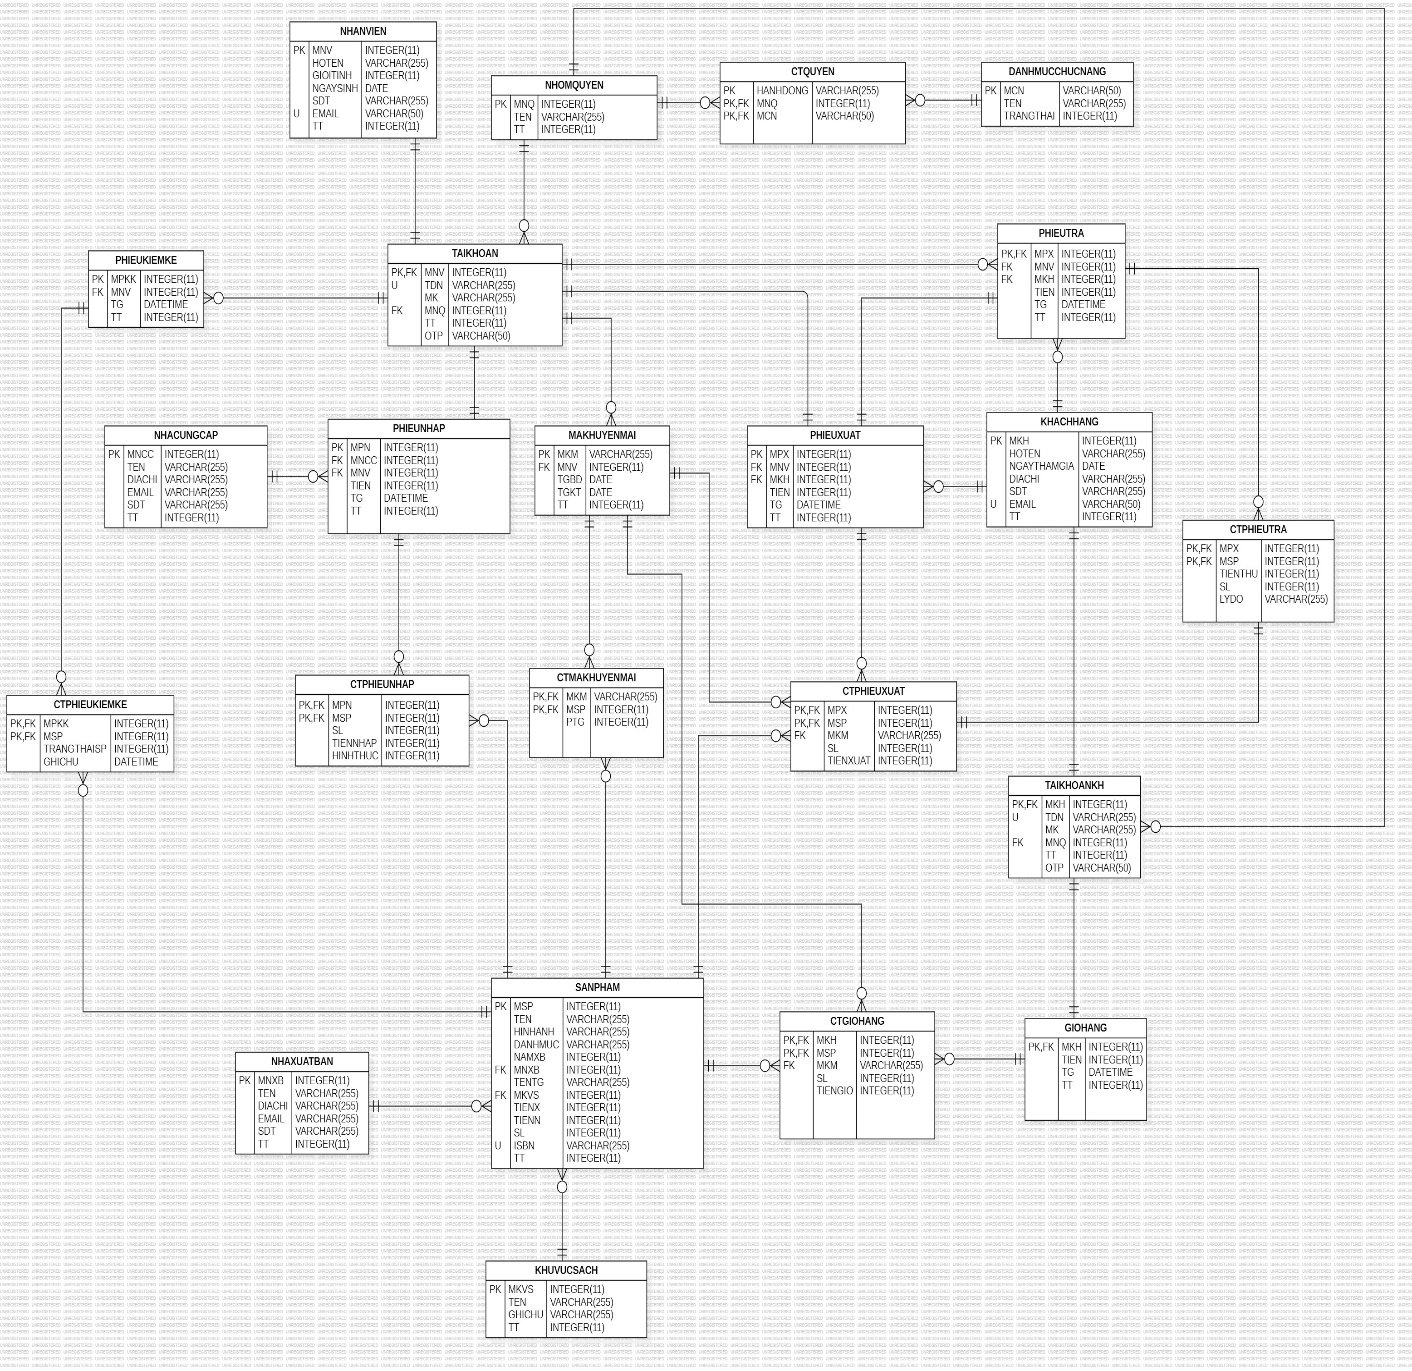 NHANVIEN
PK MNV INTEGER(11)
HOTEN VARCHAR(255)
GIOITINH INTEGER(11)
NGAYSINH DATE
SDT VARCHAR(255)
U EMAIL VARCHAR(50)
TT INTEGER(11)
NHOMQUYEN
PK MNQ INTEGER(11)
TEN VARCHAR(255)
TT INTEGER(11)
CTQUYEN
PK HANHDONG VARCHAR(255)
PK,FK MNQ INTEGER(11)
PK,FK MCN VARCHAR(50)
DANHMUCCHUCNANG
PK MCN VARCHAR(50)
TEN VARCHAR(255)
TRANGTHAI INTEGER(11)
PHIEUKIEMKE
PK MPKK INTEGER(11)
FK MNV INTEGER(11)
TG DATETIME
TT INTEGER(11)
TAIKHOAN
PK,FK MNV INTEGER(11)
U TDN VARCHAR(255)
MK VARCHAR(255)
FK MNQ INTEGER(11)
TT INTEGER(11)
OTP VARCHAR(50)
PHIEUTRA
PK,FK MPX INTEGER(11)
FK MNV INTEGER(11)
FK MKH INTEGER(11)
TIEN INTEGER(11)
TG DATETIME
TT INTEGER(11)
NHACUNGCAP
PK MNCC INTEGER(11)
TEN VARCHAR(255)
DIACHI VARCHAR(255)
EMAIL VARCHAR(255)
SDT VARCHAR(255)
TT INTEGER(11)
PHIEUNHAP
PK MPN INTEGER(11)
FK MNCC INTEGER(11)
FK MNV INTEGER(11)
TIEN INTEGER(11)
TG DATETIME
TT INTEGER(11)
MAKHUYENMAI
PK MKM VARCHAR(255)
FK MNV INTEGER(11)
TGBD DATE
TGKT DATE
TT INTEGER(11)
PHIEUXUAT
PK MPX INTEGER(11)
FK MNV INTEGER(11)
FK MKH INTEGER(11)
TIEN INTEGER(11)
TG DATETIME
TT INTEGER(11)
KHACHHANG
PK MKH INTEGER(11)
HOTEN VARCHAR(255)
NGAYTHAMGIA DATE
DIACHI VARCHAR(255)
SDT VARCHAR(255)
U EMAIL VARCHAR(50)
TT INTEGER(11)
CTPHIEUTRA
PK,FK MPX INTEGER(11)
PK,FK MSP INTEGER(11)
TIENTHU INTEGER(11)
SL INTEGER(11)
LYDO VARCHAR(255)
CTPHIEUKIEMKE
PK,FK MPKK INTEGER(11)
PK,FK MSP INTEGER(11)
TRANGTHAISP INTEGER(11)
GHICHU DATETIME
CTPHIEUNHAP
PK,FK MPN INTEGER(11)
PK,FK MSP INTEGER(11)
SL INTEGER(11)
TIENNHAP INTEGER(11)
HINHTHUC INTEGER(11)
CTMAKHUYENMAI
PK,FK MKM VARCHAR(255)
PK,FK MSP INTEGER(11)
PTG INTEGER(11)
CTPHIEUXUAT
PK,FK MPX INTEGER(11)
PK,FK MSP INTEGER(11)
FK MKM VARCHAR(255)
SL INTEGER(11)
TIENXUAT INTEGER(11)
TAIKHOANKH
PK,FK MKH INTEGER(11)
U TDN VARCHAR(255)
MK VARCHAR(255)
FK MNQ INTEGER(11)
TT INTEGER(11)
OTP VARCHAR(50)
SANPHAM
PK MSP INTEGER(11)
TEN VARCHAR(255)
HINHANH VARCHAR(255)
DANHMUC VARCHAR(255)
NAMXB INTEGER(11)
FK MNXB INTEGER(11)
TENTG VARCHAR(255)
FK MKVS INTEGER(11)
TIENX INTEGER(11)
TIENN INTEGER(11)
SL INTEGER(11)
U ISBN VARCHAR(255)
TT INTEGER(11)
CTGIOHANG
PK,FK MKH INTEGER(11)
PK,FK MSP INTEGER(11)
FK MKM VARCHAR(255)
SL INTEGER(11)
TIENGIO INTEGER(11)
GIOHANG
PK,FK MKH INTEGER(11)
TIEN INTEGER(11)
TG DATETIME
TT INTEGER(11)
NHAXUATBAN
PK MNXB INTEGER(11)
TEN VARCHAR(255)
DIACHI VARCHAR(255)
EMAIL VARCHAR(255)
SDT VARCHAR(255)
TT INTEGER(11)
KHUVUCSACH
PK MKVS INTEGER(11)
TEN VARCHAR(255)
GHICHU VARCHAR(255)
TT INTEGER(11)